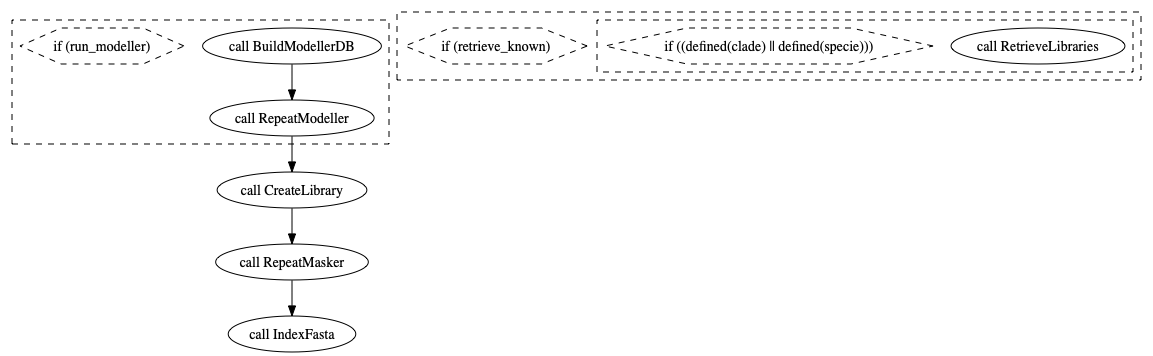 if (run_modeller)
call BuildModellerDB
if (retrieve_known)
if ((defined(clade) || defined(specie)))
call RetrieveLibraries
call RepeatModeller
call CreateLibrary
call RepeatMasker
call IndexFasta